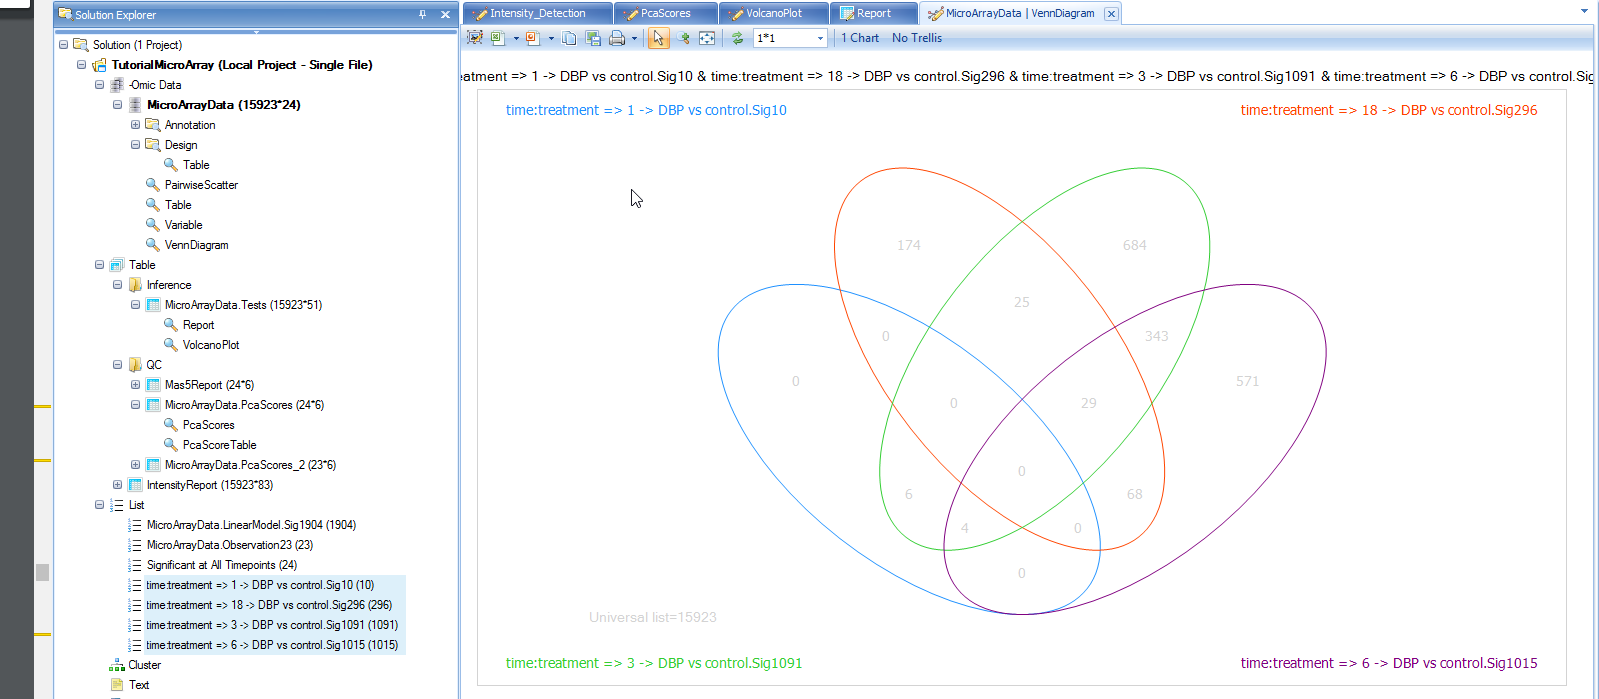 Solution Explorer
Solution (1 Project)
TutorialMicroArray (Local Project - Single File)
-Omic Data
MicroArrayData (15923*24)
Annotation
Design
Table
PairwiseScatter
Table
Variable
VennDiagram
Table
Inference
MicroArrayData.Tests (15923*51)
Report
VolcanoPlot
QC
Mas5Report (24*6)
MicroArrayData.PcaScores (24*6)
PcaScores
PcaScoreTable
MicroArrayData.PcaScores_2 (23*6)
IntensityReport (15923*83)
List
MicroArrayData.LinearModel.Sig1904 (1904)
MicroArrayData.Observation23 (23)
Significant at All Timepoints (24)
time:treatment => 1 -> DBP vs control.Sig10 (10)
time:treatment => 18 -> DBP vs control.Sig296 (296)
time:treatment => 3 -> DBP vs control.Sig1091 (1091)
time:treatment => 6 -> DBP vs control.Sig1015 (1015)
Cluster
Text
Intensity_Detection PcaScores VolcanoPlot Report MicroArrayData | VennDiagram
1*1 1 Chart No Trellis
eatment => 1 -> DBP vs control.Sig10 & time:treatment => 18 -> DBP vs control.Sig296 & time:treatment => 3 -> DBP vs control.Sig1091 & time:treatment => 6 -> DBP vs control.Sig
time:treatment => 1 -> DBP vs control.Sig10 time:treatment => 18 -> DBP vs control.Sig296
174 684
25
0 343
0 571
0 29
0
6 68
4 0
0
Universal list=15923
time:treatment => 3 -> DBP vs control.Sig1091 time:treatment => 6 -> DBP vs control.Sig1015